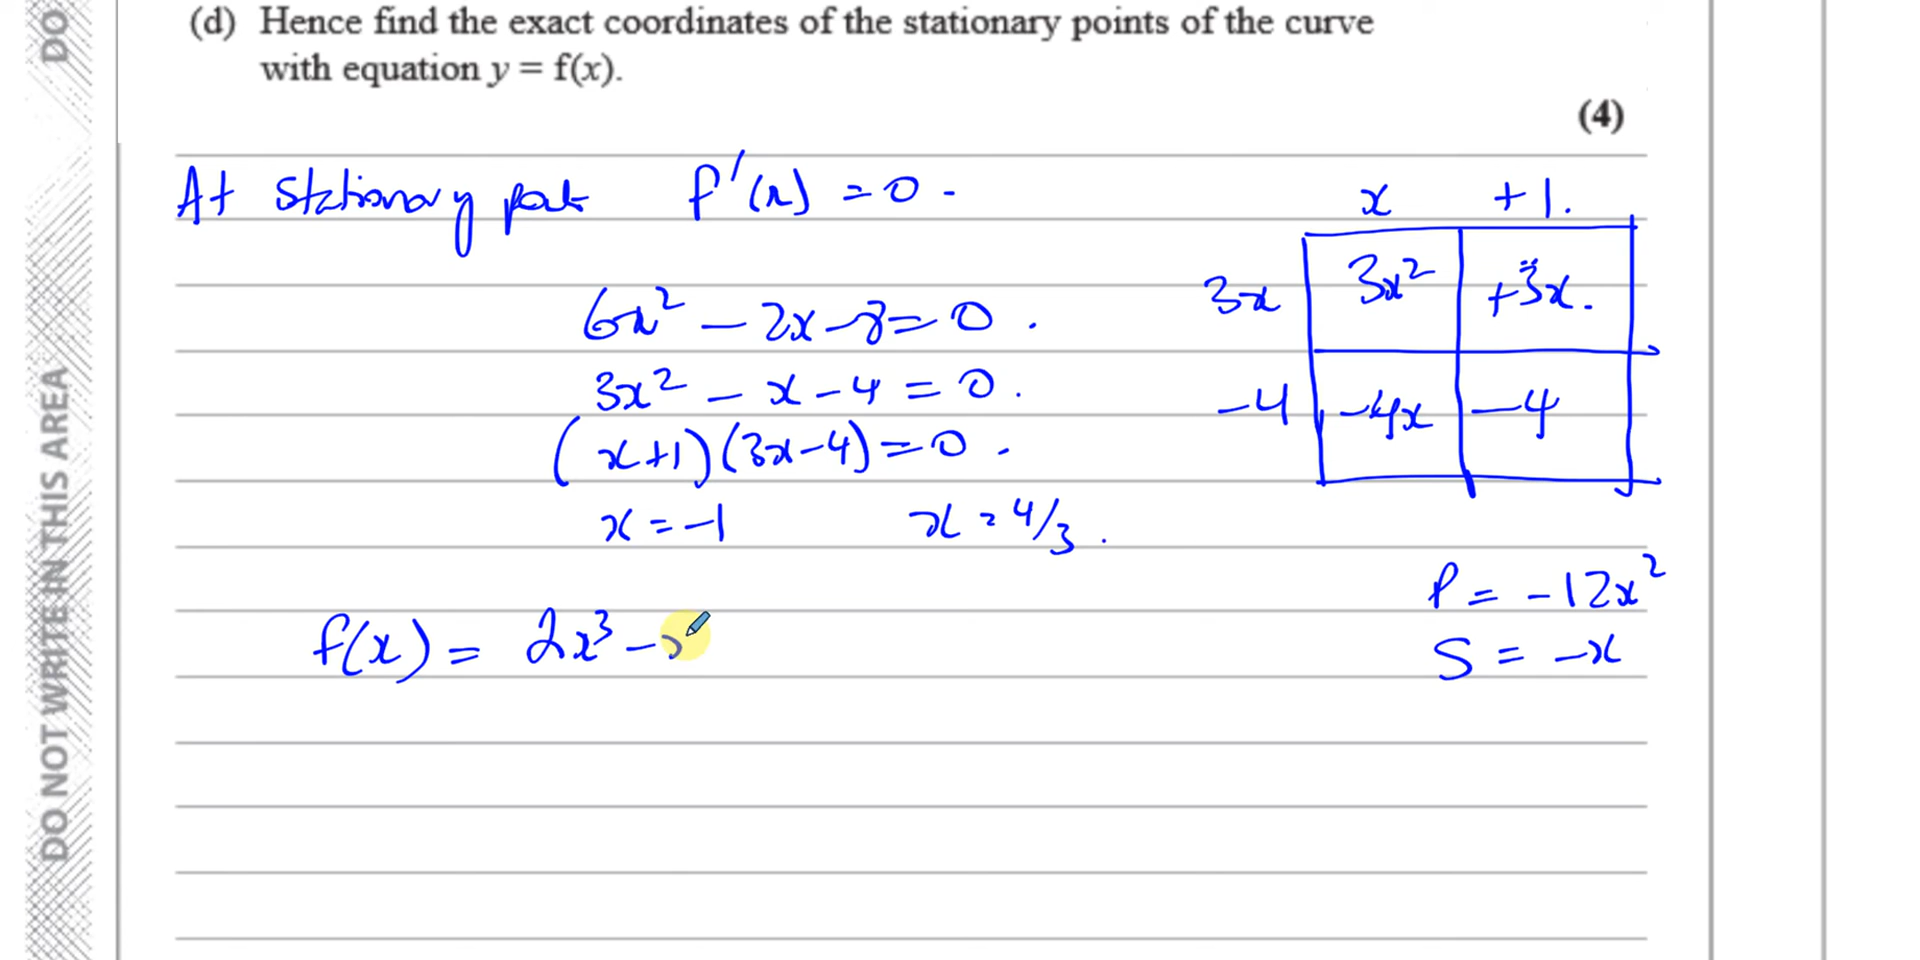 DO
(d) Hence find the exact coordinates of the stationary points of the curve
with equation y = f(x).
(4)
At stationary point f'(x) = 0 .
6x² – 2x – 8 = 0 .
3x² – x – 4 = 0 .
(x+1)(3x–4) = 0 .
x = –1 x = 4/3 .
f(x) = 2x³ –
x +1.
3x 3x² +3x.
–4 –4x –4
P = –12x²
S = –x
DO NOT WRITE IN THIS AREA